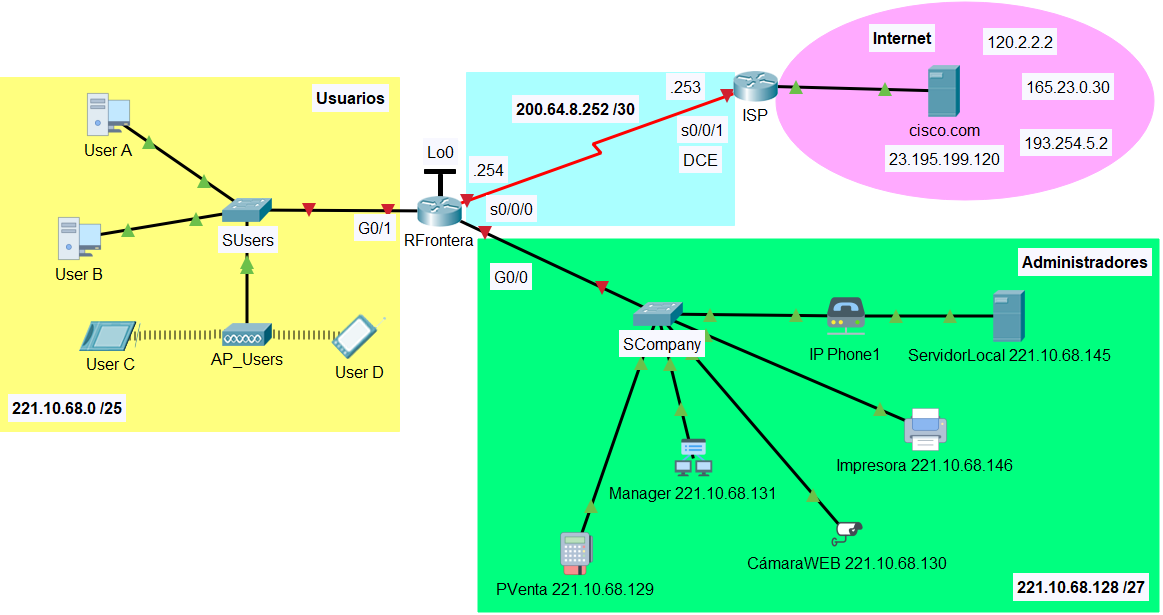 Internet
120.2.2.2
165.23.0.30
cisco.com
193.254.5.2
23.195.199.120
Usuarios
User A
User B
SUsers
User C
AP_Users
User D
221.10.68.0 /25
G0/1
Lo0
RFrontera
.254
s0/0/0
200.64.8.252 /30
.253
ISP
s0/0/1
DCE
G0/0
Administradores
SCompany
IP Phone1
ServidorLocal 221.10.68.145
Impresora 221.10.68.146
Manager 221.10.68.131
CámaraWEB 221.10.68.130
PVenta 221.10.68.129
221.10.68.128 /27